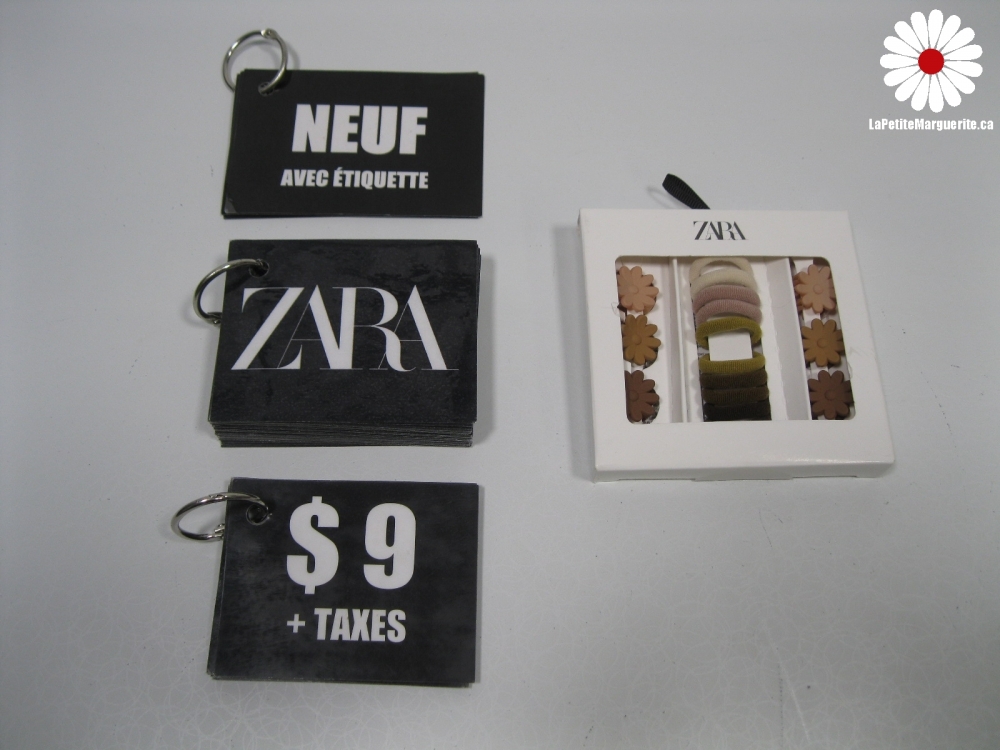 NEUF
AVEC ÉTIQUETTE
ZARA
$ 9
+ TAXES
ZARA
LaPetiteMarguerite.ca